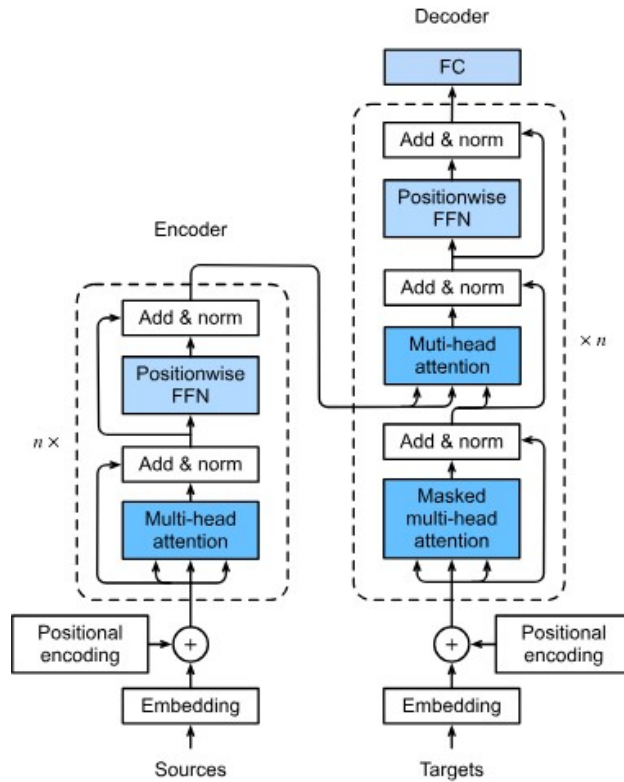 Decoder
FC
Add & norm
Positionwise
FFN
Add & norm
Muti-head
attention
× n
Add & norm
Masked
multi-head
attention
+
Positional
encoding
Embedding
Targets
Encoder
Add & norm
Positionwise
FFN
n ×
Add & norm
Multi-head
attention
Positional
encoding
+
Embedding
Sources